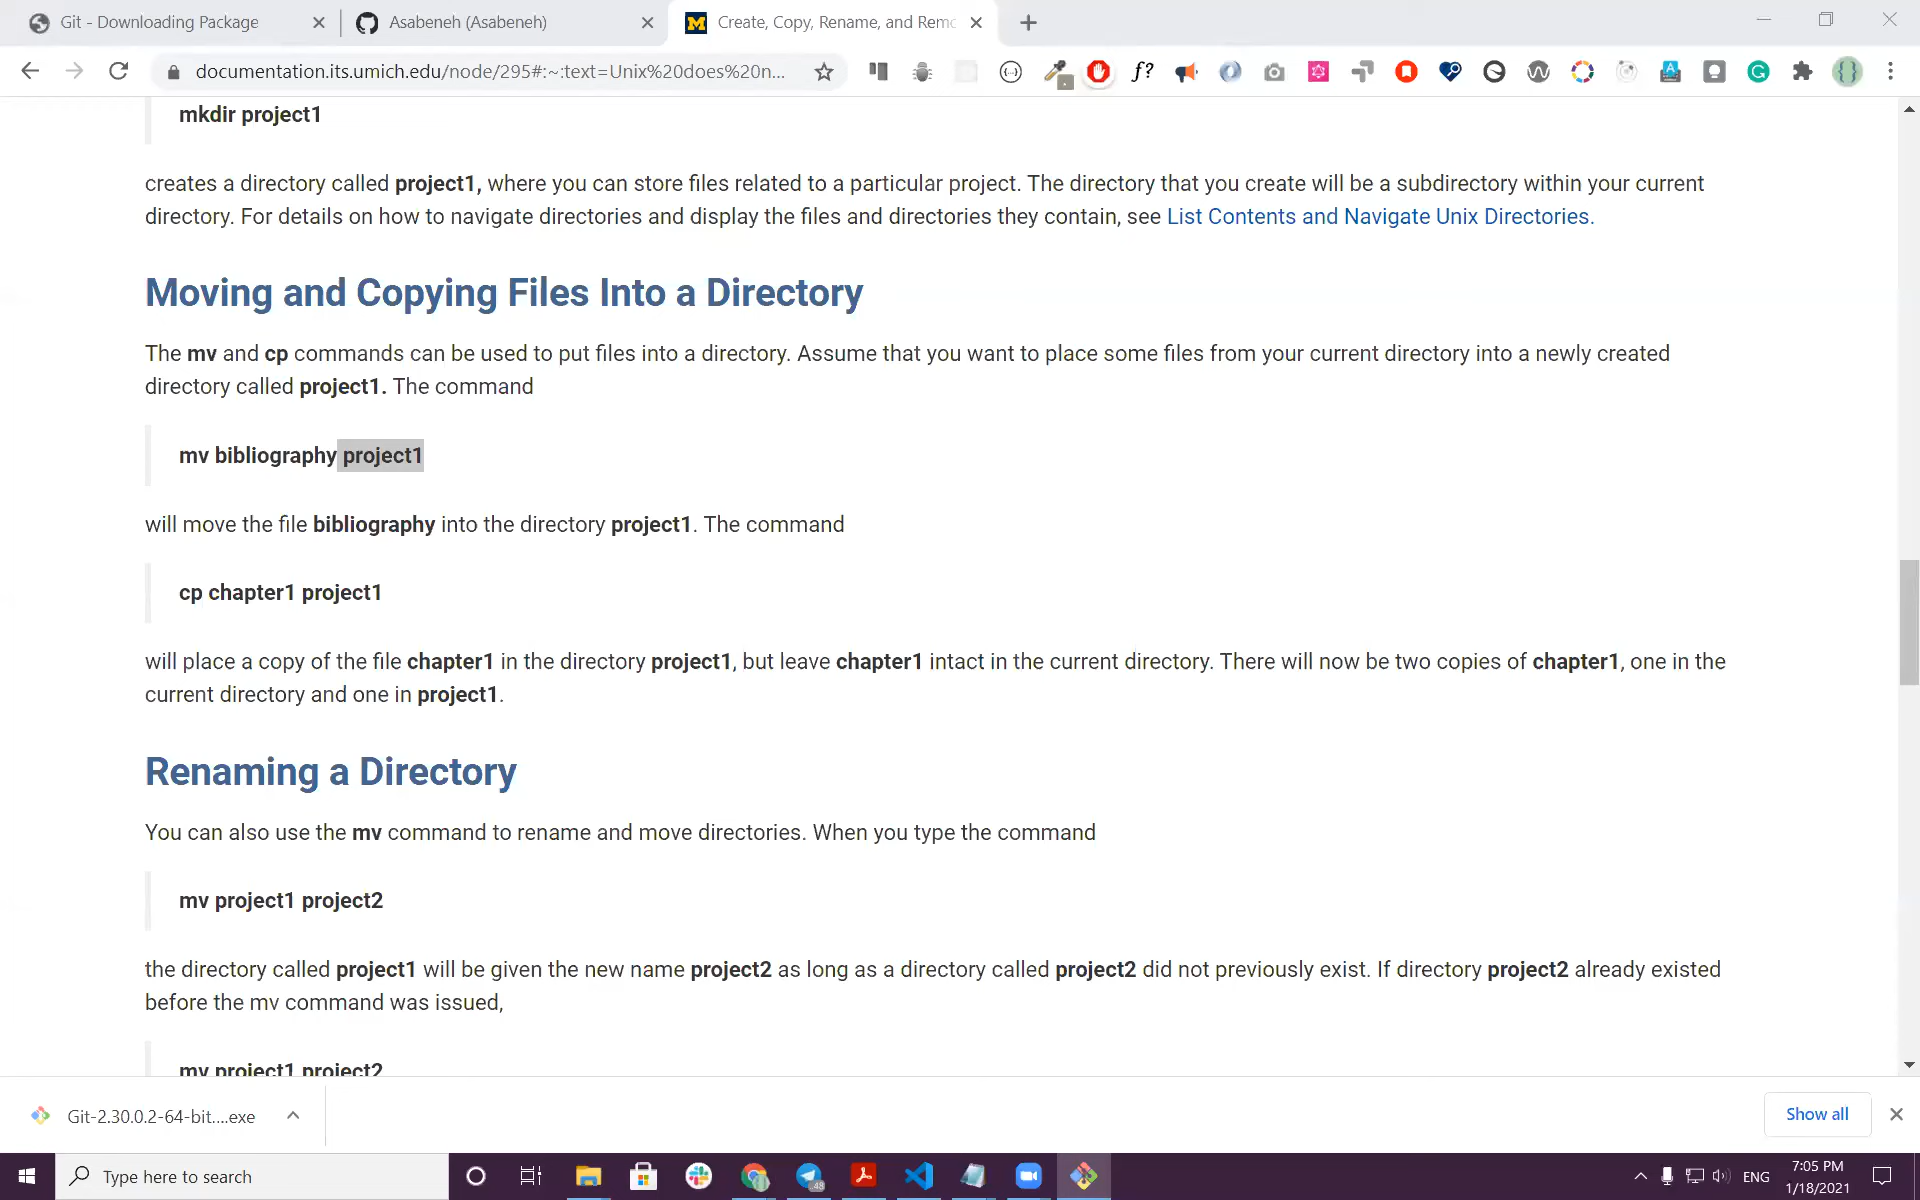 Git - Downloading Package
Asabeneh (Asabeneh)
Create, Copy, Rename, and Remo
documentation.its.umich.edu/node/295#:~:text=Unix%20does%20n...
f?
mkdir project1
creates a directory called project1, where you can store files related to a particular project. The directory that you create will be a subdirectory within your current
directory. For details on how to navigate directories and display the files and directories they contain, see List Contents and Navigate Unix Directories.
Moving and Copying Files Into a Directory
The mv and cp commands can be used to put files into a directory. Assume that you want to place some files from your current directory into a newly created
directory called project1. The command
mv bibliography project1
will move the file bibliography into the directory project1. The command
cp chapter1 project1
will place a copy of the file chapter1 in the directory project1, but leave chapter1 intact in the current directory. There will now be two copies of chapter1, one in the
current directory and one in project1.
Renaming a Directory
You can also use the mv command to rename and move directories. When you type the command
mv project1 project2
the directory called project1 will be given the new name project2 as long as a directory called project2 did not previously exist. If directory project2 already existed
before the mv command was issued,
mv project1 project2
Git-2.30.0.2-64-bit....exe
Show all
Type here to search
48
ENG
7:05 PM
1/18/2021